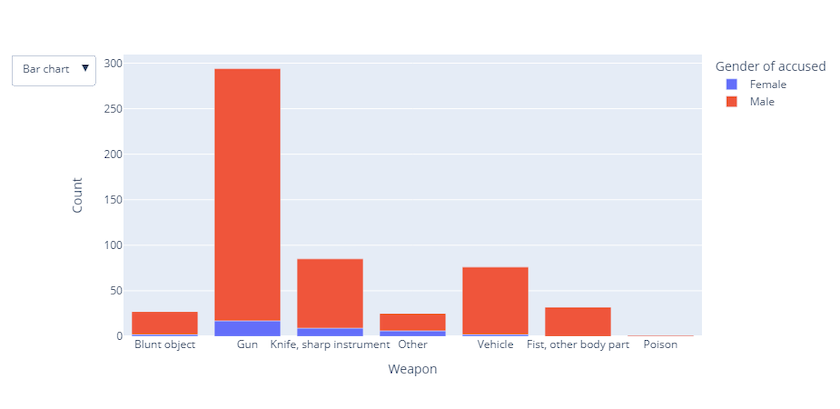 Bar chart ▼
Gender of accused
Female
Male
Count
300
250
200
150
100
50
0
Blunt object
Gun
Knife, sharp instrument
Other
Vehicle
Fist, other body part
Poison
Weapon